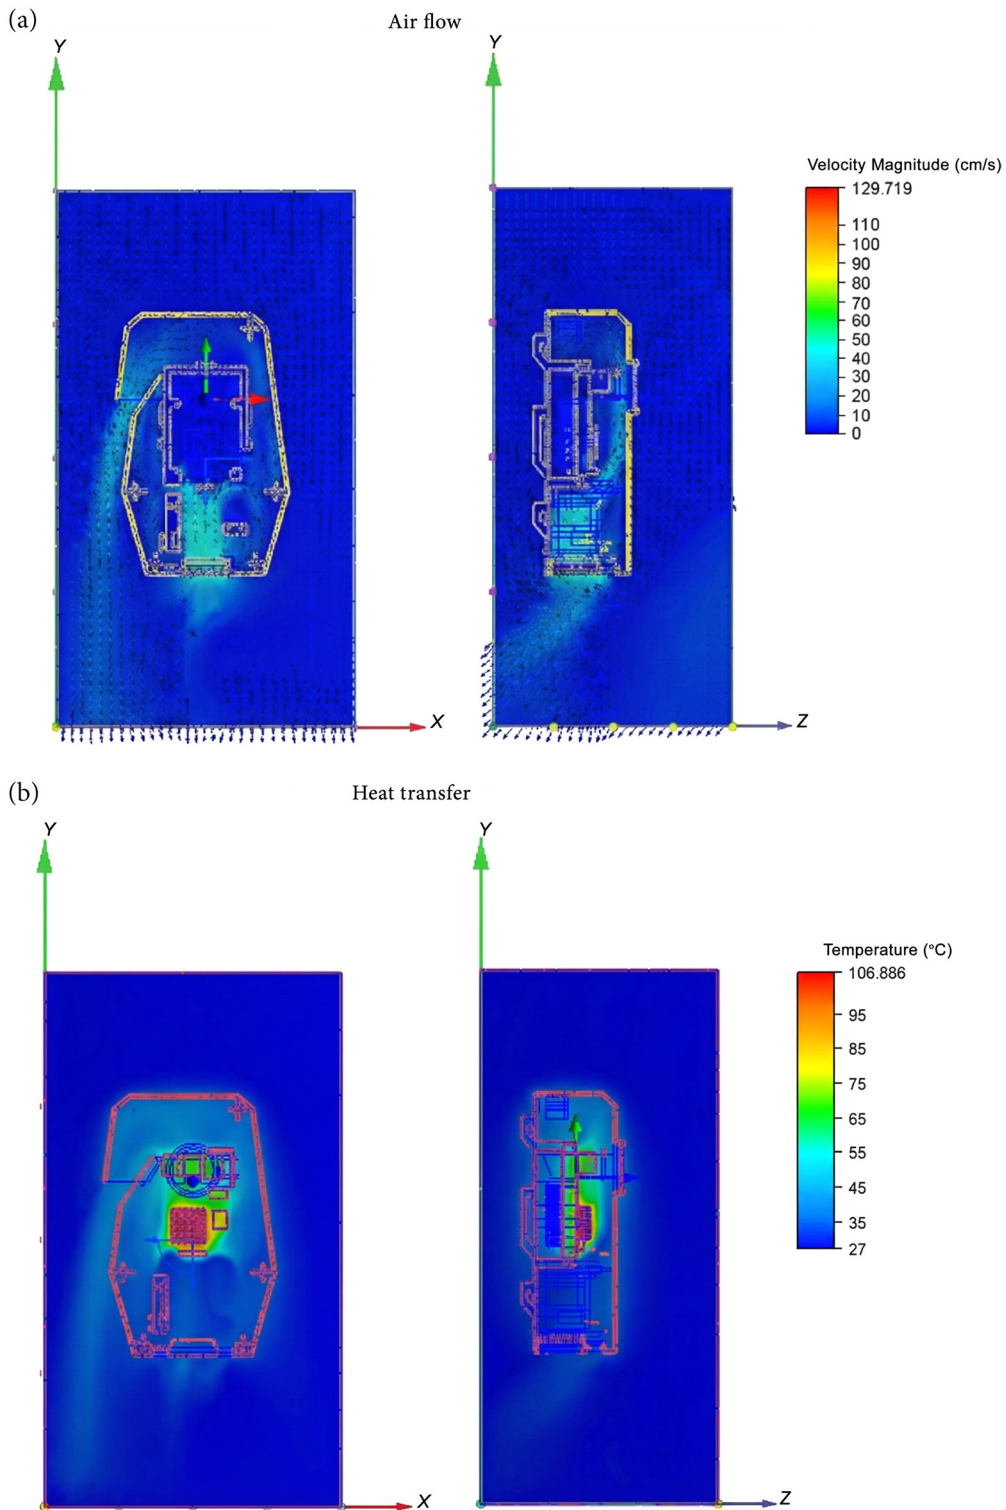 (a)
Air flow
Y
Y
Velocity Magnitude (cm/s)
129.719
110
100
90
80
70
60
50
40
30
20
10
0
X
Z
(b)
Heat transfer
Y
Y
Temperature (°C)
106.886
95
85
75
65
55
45
35
27
X
Z